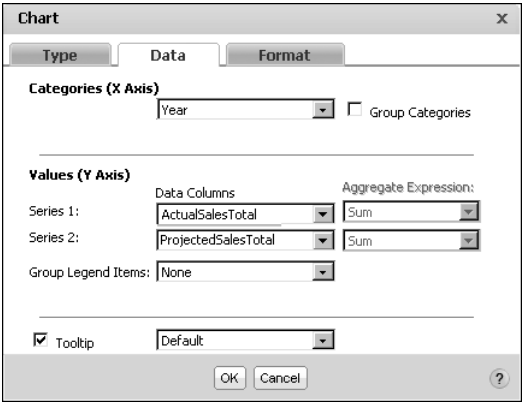 Chart x
Type Data Format
Categories (X Axis)
Year Group Categories
Values (Y Axis)
Data Columns Aggregate Expression:
Series 1: ActualSalesTotal Sum
Series 2: ProjectedSalesTotal Sum
Group Legend Items: None
Tooltip Default
OK Cancel ?